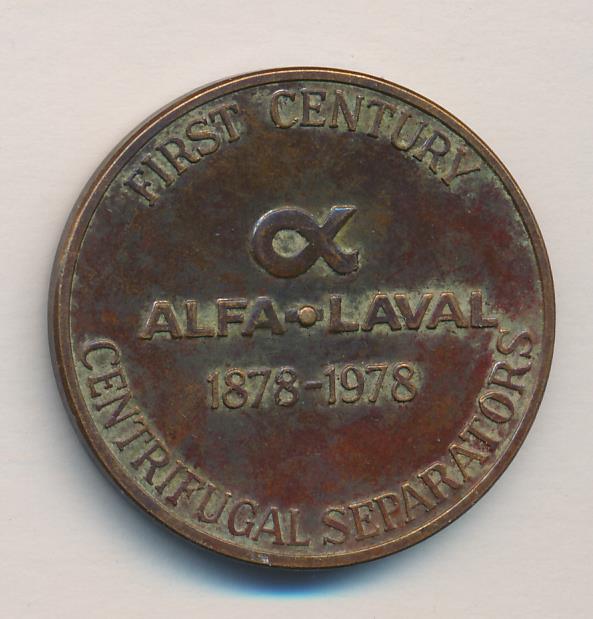 FIRST CENTURY
α
ALFA • LAVAL
1878-1978
CENTRIFUGAL SEPARATORS